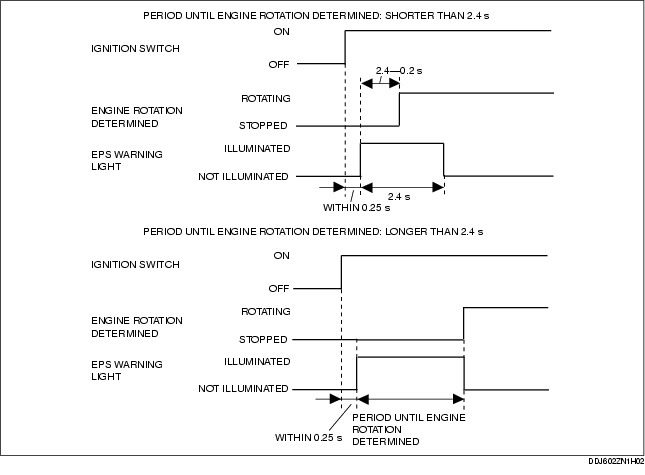 PERIOD UNTIL ENGINE ROTATION DETERMINED: SHORTER THAN 2.4 s
ON
IGNITION SWITCH
OFF
2.4—0.2 s
ROTATING
ENGINE ROTATION
DETERMINED
STOPPED
ILLUMINATED
EPS WARNING
LIGHT
NOT ILLUMINATED
2.4 s
WITHIN 0.25 s
PERIOD UNTIL ENGINE ROTATION DETERMINED: LONGER THAN 2.4 s
ON
IGNITION SWITCH
OFF
ROTATING
ENGINE ROTATION
DETERMINED
STOPPED
ILLUMINATED
EPS WARNING
LIGHT
NOT ILLUMINATED
PERIOD UNTIL ENGINE
ROTATION
DETERMINED
WITHIN 0.25 s
DDJ602ZN1H02